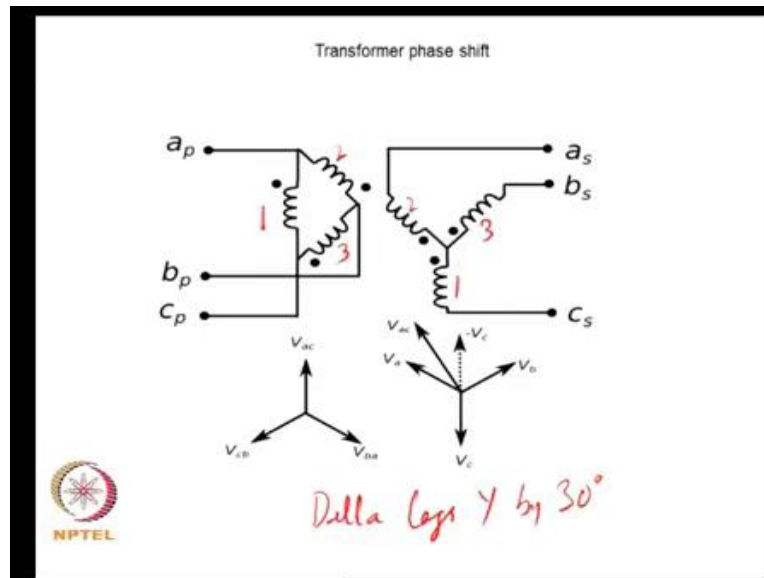 Transformer phase shift
a_p
2
a_s
b_s
1
2
3
3
b_p
1
c_p
c_s
V_ac
V_ac
-V_c
V_a
V_b
V_cb
V_ba
V_c
Della lags Y by 30°
NPTEL